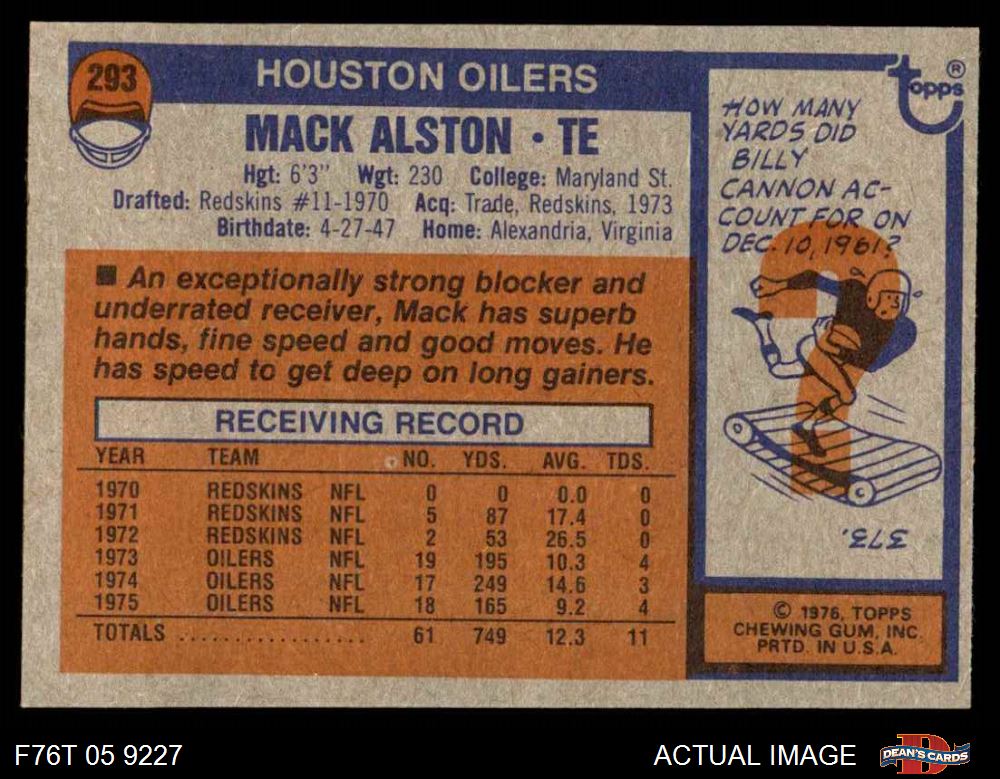 293
HOUSTON OILERS
MACK ALSTON · TE
Hgt: 6'3" Wgt: 230 College: Maryland St.
Drafted: Redskins #11-1970 Acq: Trade, Redskins, 1973
Birthdate: 4-27-47 Home: Alexandria, Virginia
■ An exceptionally strong blocker and
underrated receiver, Mack has superb
hands, fine speed and good moves. He
has speed to get deep on long gainers.
RECEIVING RECORD
YEAR TEAM NO. YDS. AVG. TDS.
1970 REDSKINS NFL 0 0 0.0 0
1971 REDSKINS NFL 5 87 17.4 0
1972 REDSKINS NFL 2 53 26.5 0
1973 OILERS NFL 19 195 10.3 4
1974 OILERS NFL 17 249 14.6 3
1975 OILERS NFL 18 165 9.2 4
TOTALS ................. 61 749 12.3 11
topps ®
HOW MANY
YARDS DID
BILLY
CANNON AC-
COUNT FOR ON
DEC. 10, 1961?
?
373.
© 1976, TOPPS
CHEWING GUM, INC.
PRTD. IN U.S.A.
F76T 05 9227
ACTUAL IMAGE
DEAN'S CARDS